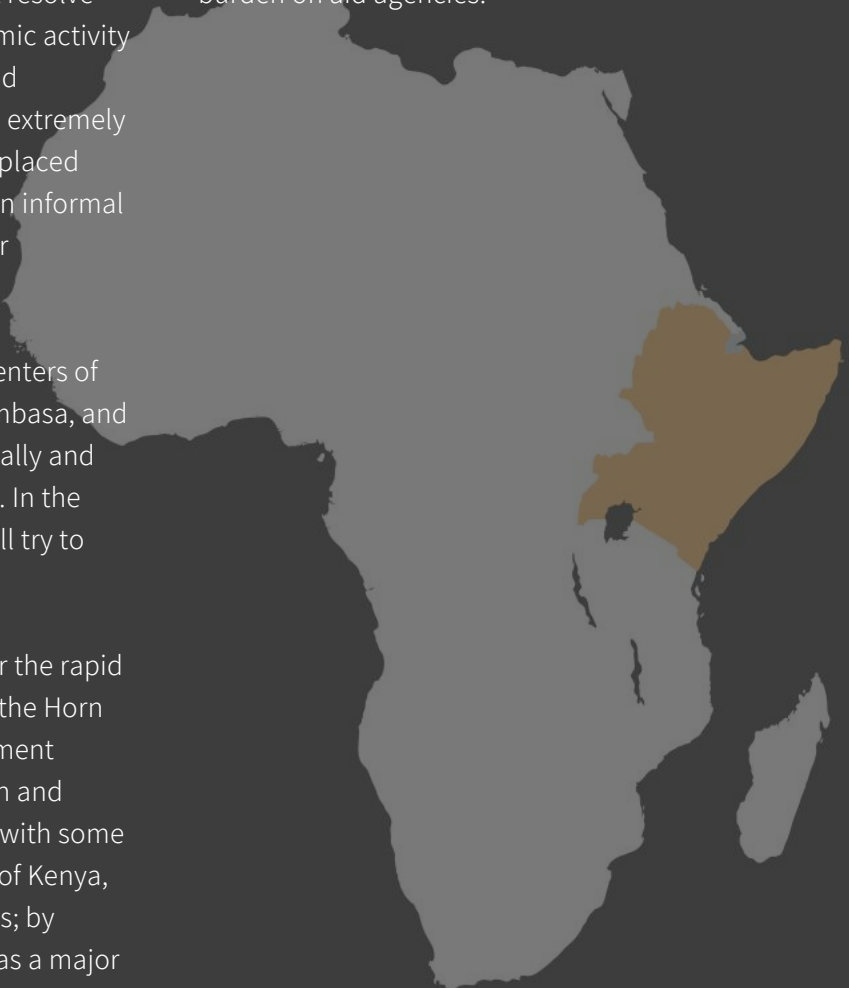 resolve
mic activity
d
extremely
placed
n informal
r
enters of
nbasa, and
ally and
. In the
ll try to
r the rapid
the Horn
ment
n and
with some
of Kenya,
s; by
as a major
burden on aid agencies.